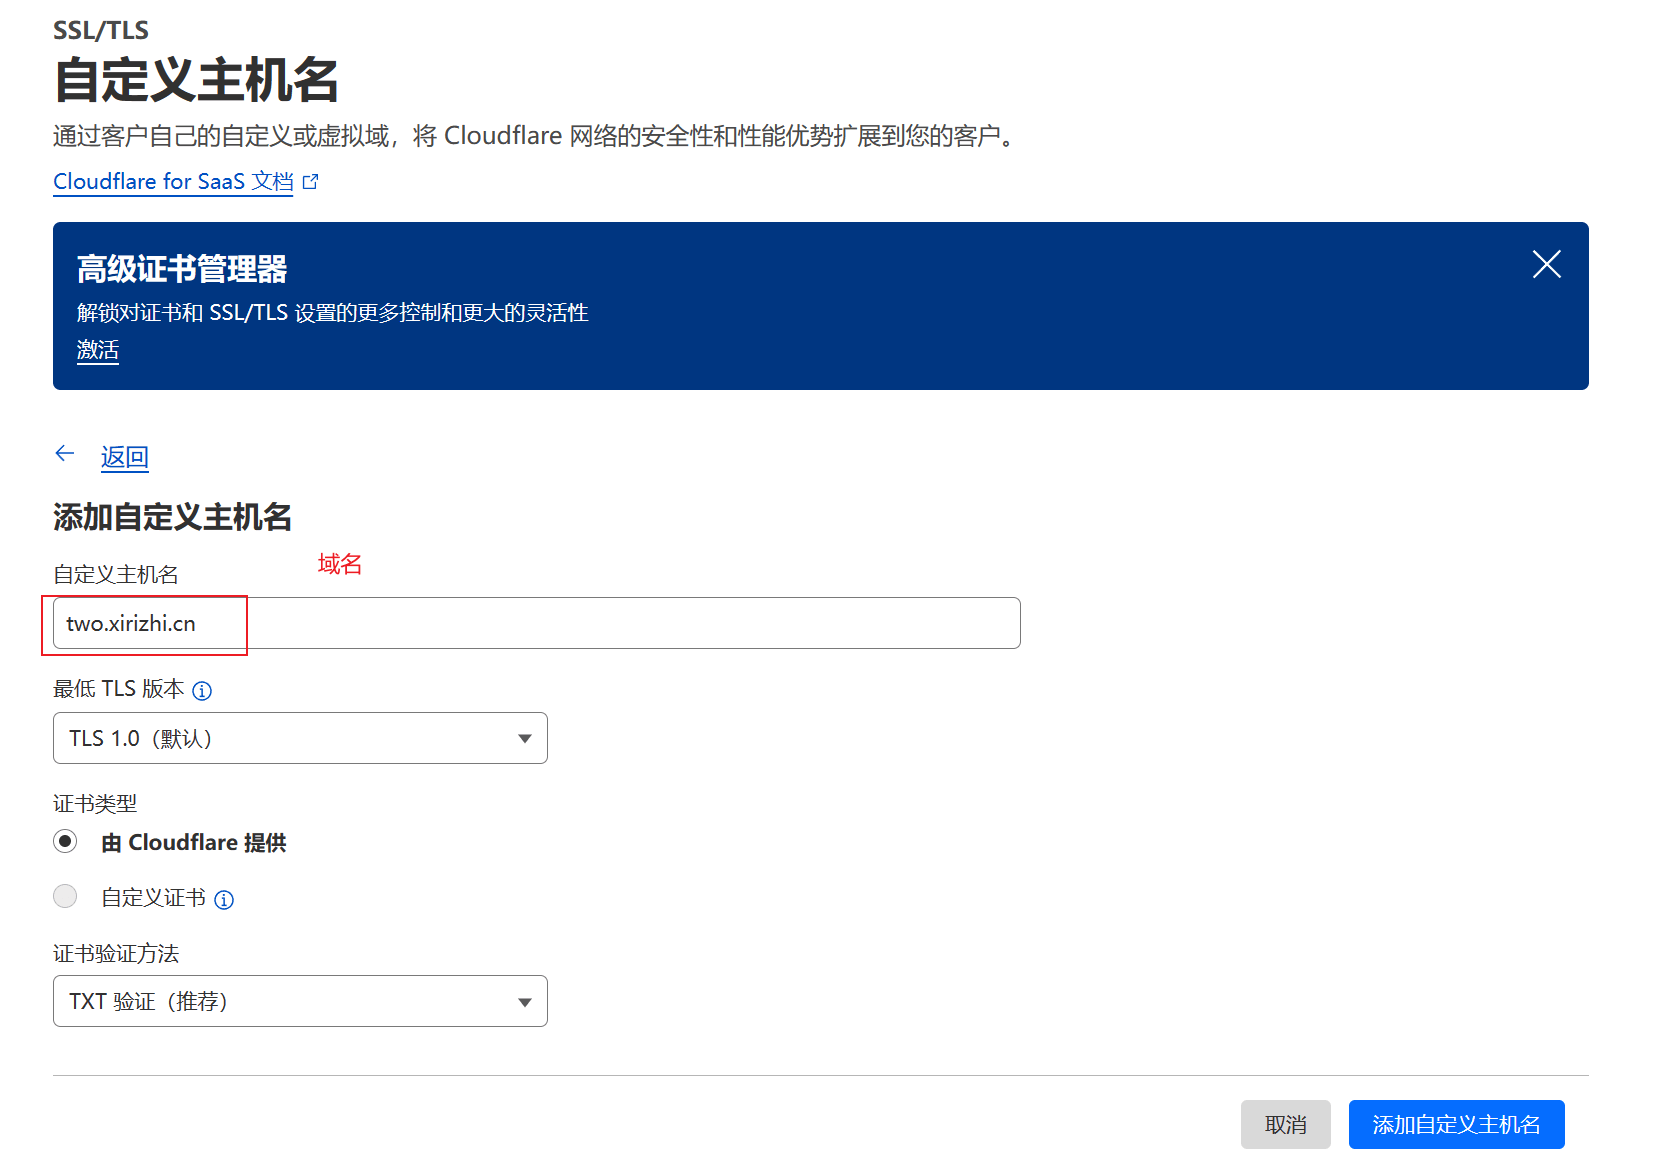 SSL/TLS
自定义主机名
通过客户自己的自定义或虚拟域，将 Cloudflare 网络的安全性和性能优势扩展到您的客户。
Cloudflare for SaaS 文档
高级证书管理器
解锁对证书和 SSL/TLS 设置的更多控制和更大的灵活性
激活
返回
添加自定义主机名
域名
自定义主机名
two.xirizhi.cn
最低 TLS 版本
TLS 1.0（默认）
证书类型
由 Cloudflare 提供
自定义证书
证书验证方法
TXT 验证（推荐）
取消
添加自定义主机名